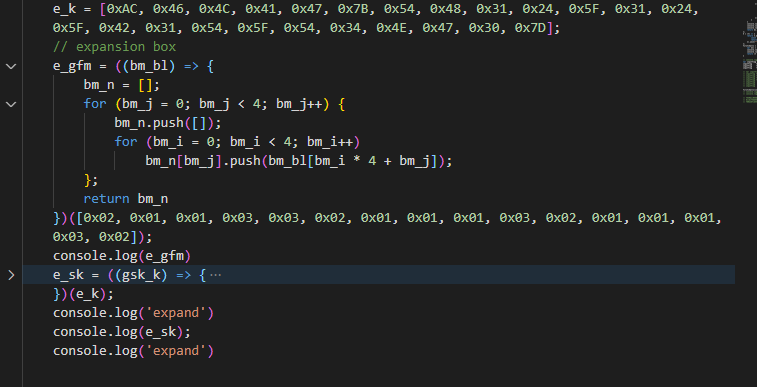 e_k = [0xAC, 0x46, 0x4C, 0x41, 0x47, 0x7B, 0x54, 0x48, 0x31, 0x24, 0x5F, 0x31, 0x24,
0x5F, 0x42, 0x31, 0x54, 0x5F, 0x54, 0x34, 0x4E, 0x47, 0x30, 0x7D];
// expansion box
e_gfm = ((bm_bl) => {
bm_n = [];
for (bm_j = 0; bm_j < 4; bm_j++) {
bm_n.push([]);
for (bm_i = 0; bm_i < 4; bm_i++)
bm_n[bm_j].push(bm_bl[bm_i * 4 + bm_j]);
};
return bm_n
})([0x02, 0x01, 0x01, 0x03, 0x03, 0x02, 0x01, 0x01, 0x01, 0x03, 0x02, 0x01, 0x01, 0x01,
0x03, 0x02]);
console.log(e_gfm)
e_sk = ((gsk_k) => { ⋯
})(e_k);
console.log('expand')
console.log(e_sk);
console.log('expand')